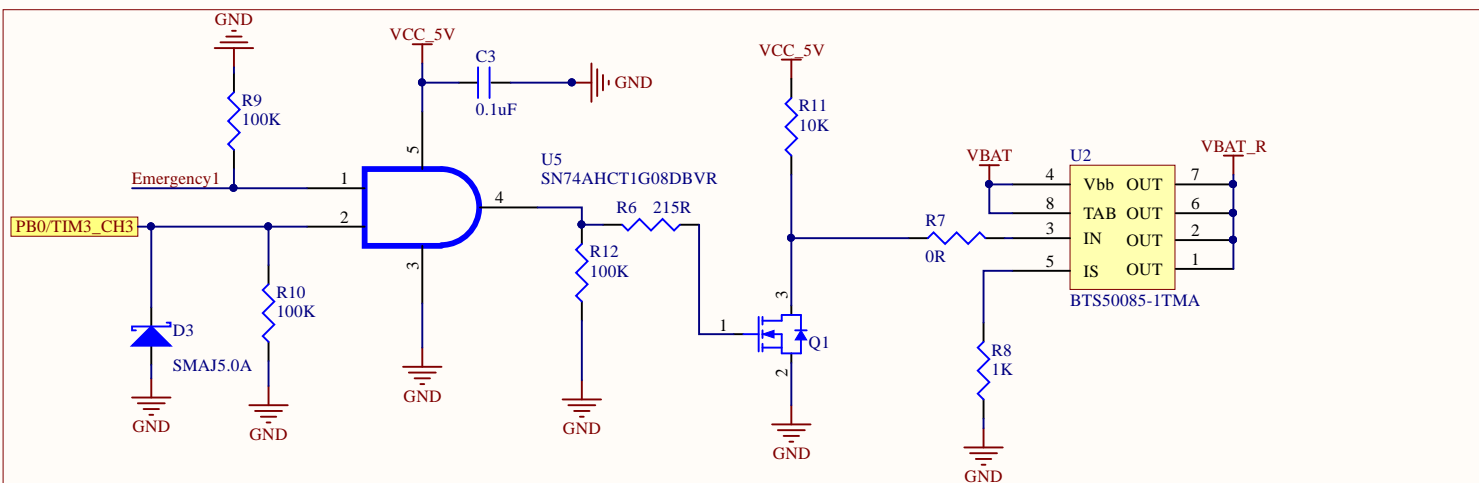 GND
VCC_5V
C3
0.1uF
GND
R9
100K
5
Emergency1
1
PB0/TIM3_CH3
2
4
3
U5
SN74AHCT1G08DBVR
R6 215R
R12
100K
R10
100K
D3
SMAJ5.0A
GND
GND
GND
GND
VCC_5V
R11
10K
R7
0R
3
1
Q1
2
GND
VBAT
U2
VBAT_R
4 Vbb OUT 7
8 TAB OUT 6
3 IN OUT 2
5 IS OUT 1
BTS50085-1TMA
R8
1K
GND